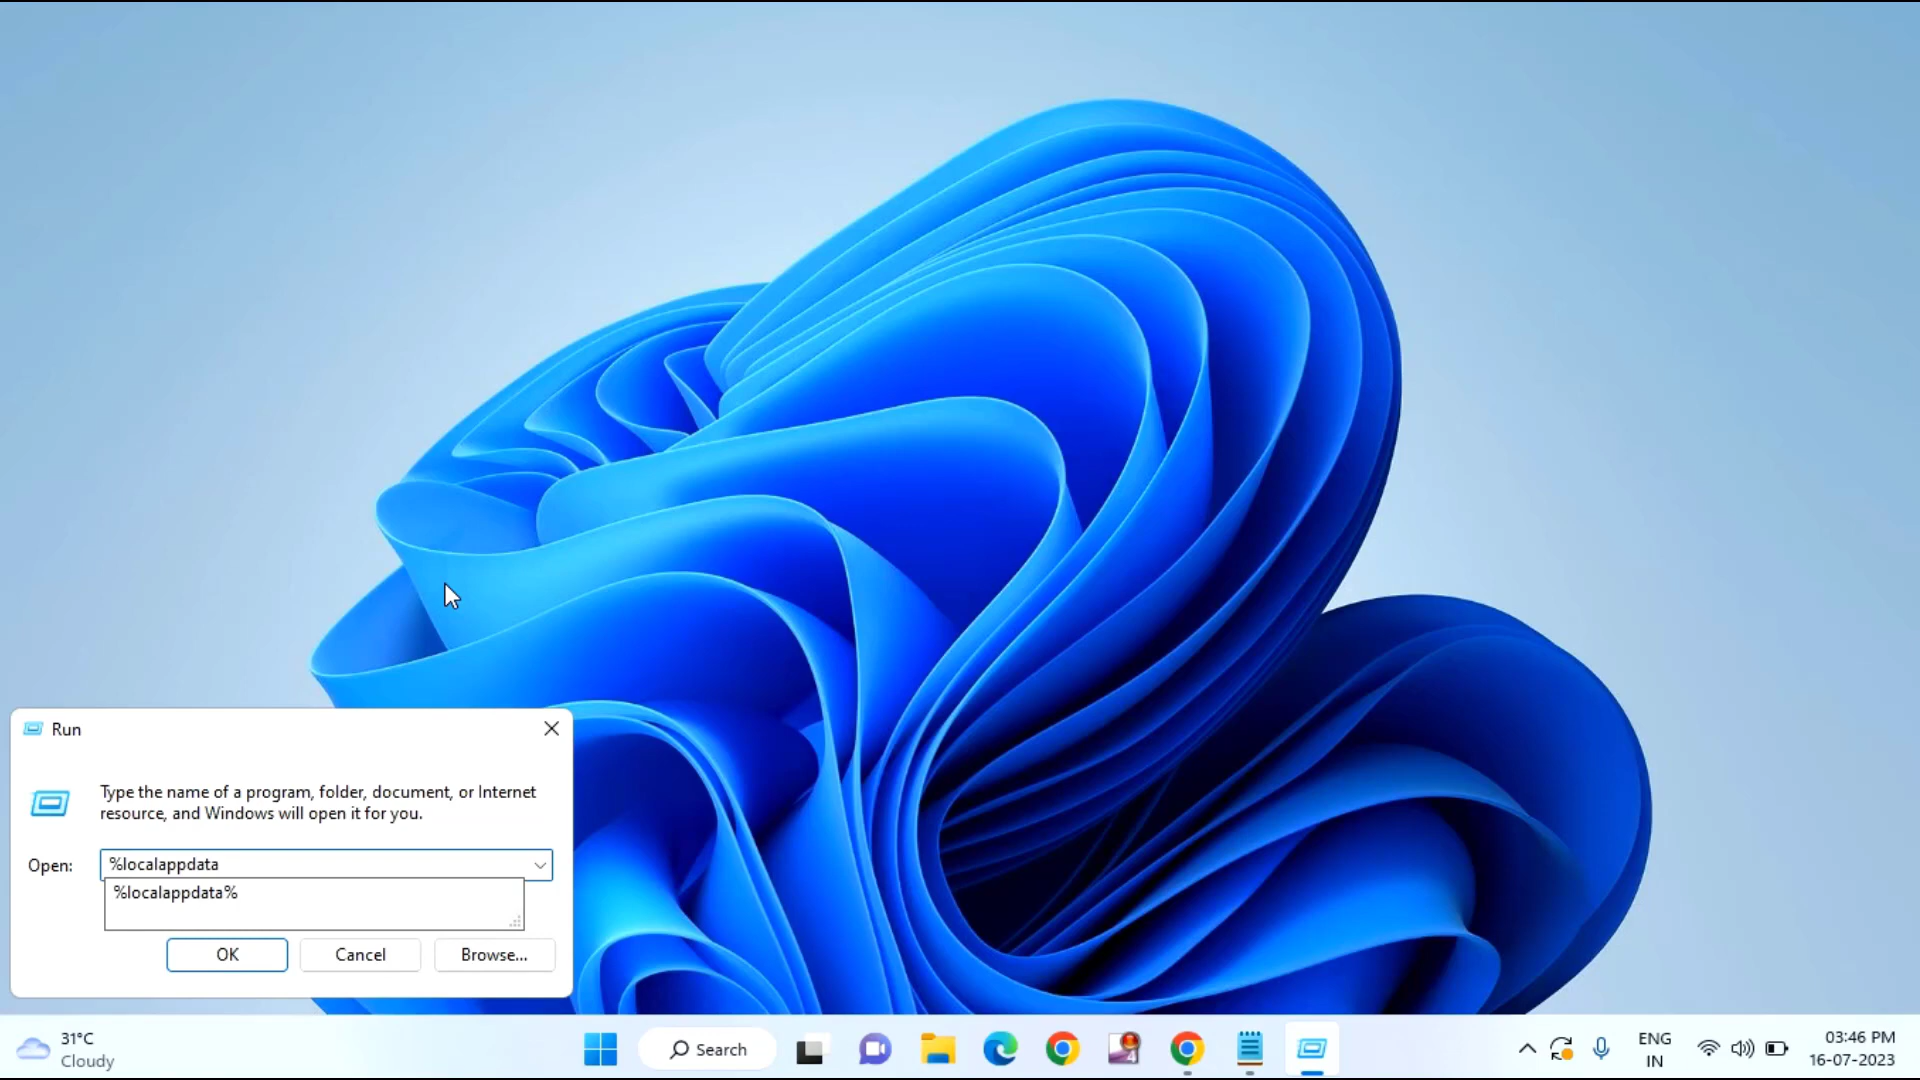 Run
Type the name of a program, folder, document, or Internet
resource, and Windows will open it for you.
Open:
%localappdata
%localappdata%
OK
Cancel
Browse...
31°C
Cloudy
Search
4
ENG
IN
03:46 PM
16-07-2023